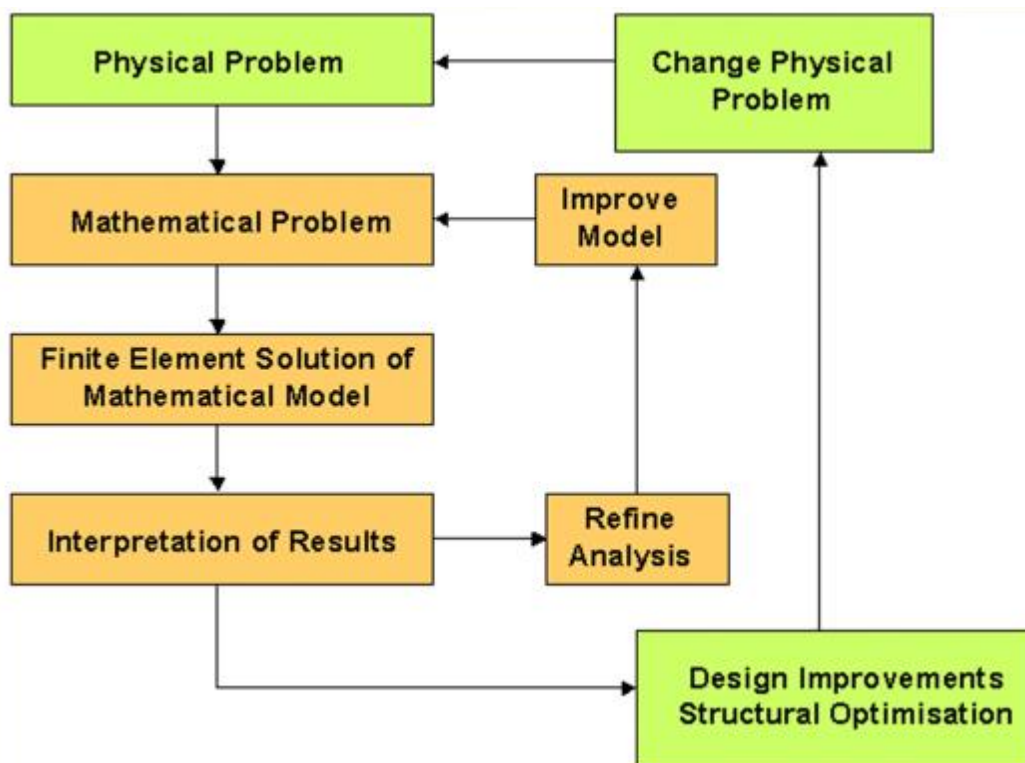 Physical Problem
Change Physical
Problem
Mathematical Problem
Improve
Model
Finite Element Solution of
Mathematical Model
Interpretation of Results
Refine
Analysis
Design Improvements
Structural Optimisation